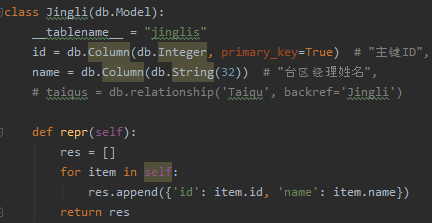 class Jingli(db.Model):
    __tablename__ = "jinglis"
    id = db.Column(db.Integer, primary_key=True)  # "主键ID",
    name = db.Column(db.String(32))  # "台区经理姓名",
    # taiqus = db.relationship('Taiqu', backref='Jingli')

    def repr(self):
        res = []
        for item in self:
            res.append({'id': item.id, 'name': item.name})
        return res